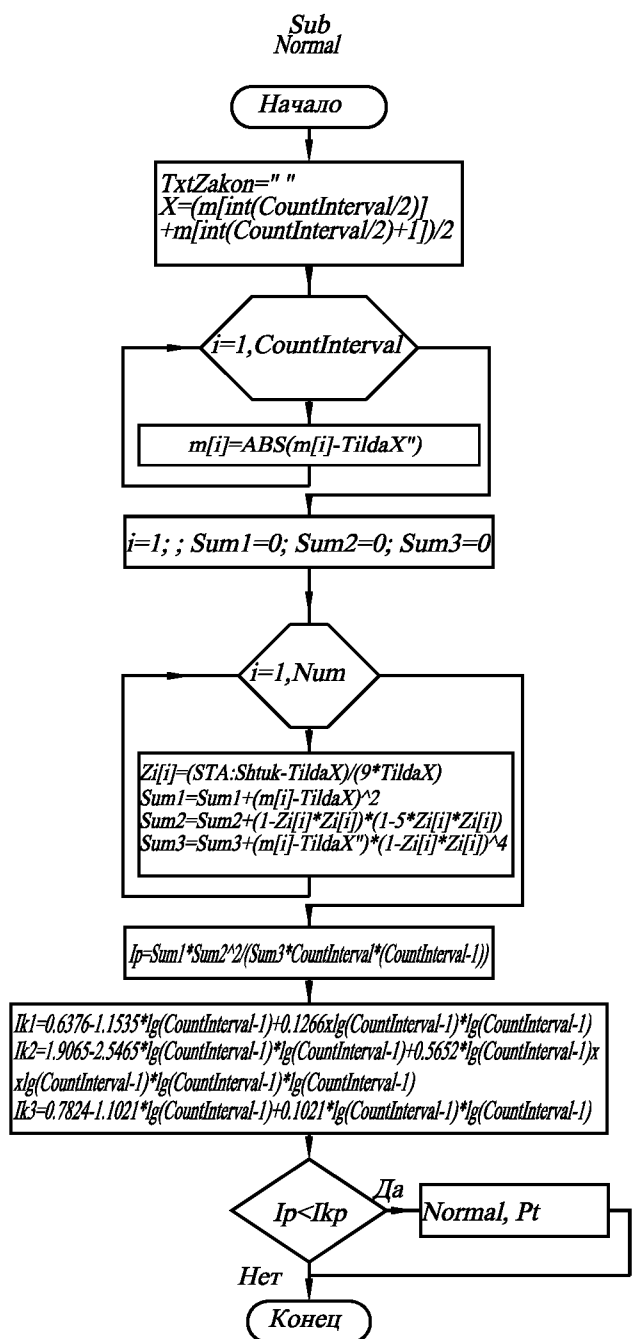 Sub
Normal
Начало
TxtZakon=" "
X=(m[int(CountInterval/2)]
+m[int(CountInterval/2)+1])/2
i=1,CountInterval
m[i]=ABS(m[i]-TildaX")
i=1; ; Sum1=0; Sum2=0; Sum3=0
i=1,Num
Zi[i]=(STA:Shtuk-TildaX)/(9*TildaX)
Sum1=Sum1+(m[i]-TildaX)^2
Sum2=Sum2+(1-Zi[i]*Zi[i])*(1-5*Zi[i]*Zi[i])
Sum3=Sum3+(m[i]-TildaX")*(1-Zi[i]*Zi[i])^4
Ip=Sum1*Sum2^2/(Sum3*CountInterval*(CountInterval-1))
Ik1=0.6376-1.1535*lg(CountInterval-1)+0.1266xlg(CountInterval-1)*lg(CountInterval-1)
Ik2=1.9065-2.5465*lg(CountInterval-1)*lg(CountInterval-1)+0.5652*lg(CountInterval-1)x
xlg(CountInterval-1)*lg(CountInterval-1)*lg(CountInterval-1)
Ik3=0.7824-1.1021*lg(CountInterval-1)+0.1021*lg(CountInterval-1)*lg(CountInterval-1)
Ip<Ikp
Да
Normal, Pt
Нет
Конец